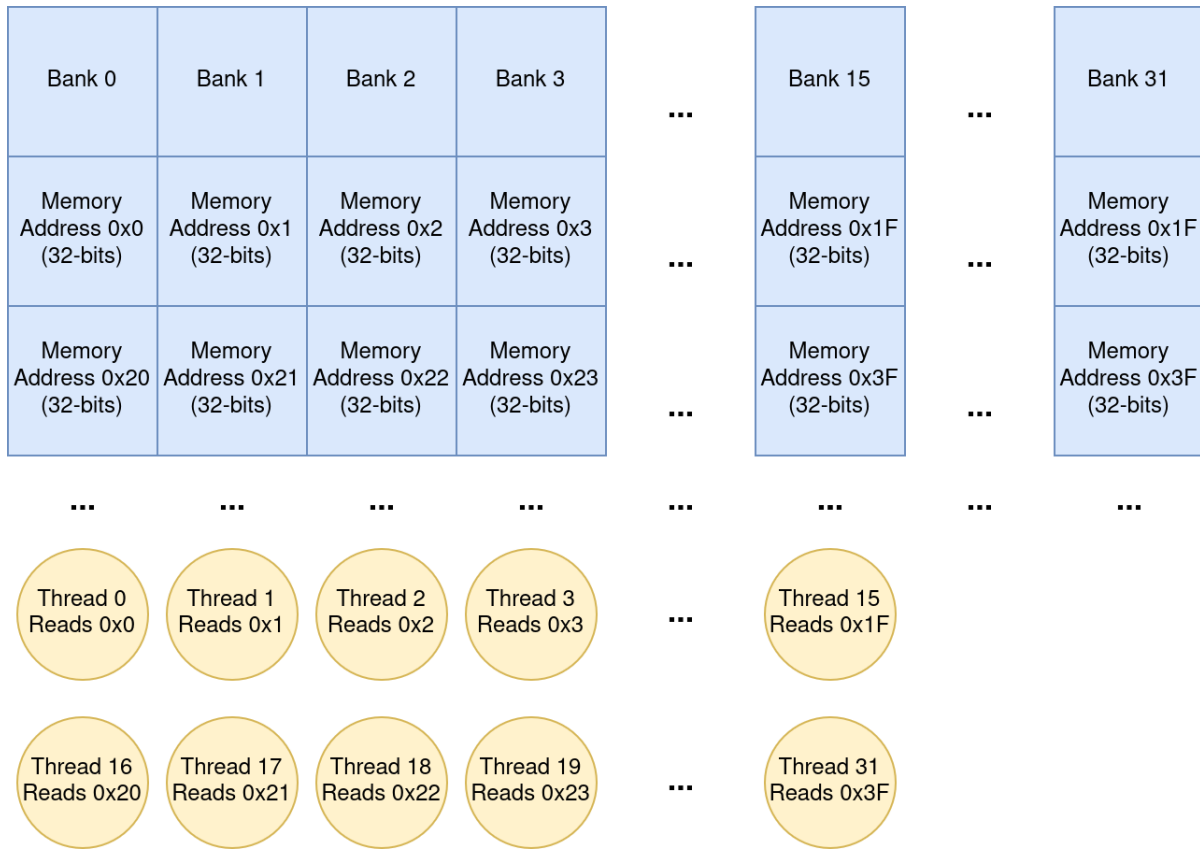 Bank 0
Bank 1
Bank 2
Bank 3
...
Bank 15
...
Bank 31
Memory
Address 0x0
(32-bits)
Memory
Address 0x1
(32-bits)
Memory
Address 0x2
(32-bits)
Memory
Address 0x3
(32-bits)
...
Memory
Address 0x1F
(32-bits)
...
Memory
Address 0x1F
(32-bits)
Memory
Address 0x20
(32-bits)
Memory
Address 0x21
(32-bits)
Memory
Address 0x22
(32-bits)
Memory
Address 0x23
(32-bits)
...
Memory
Address 0x3F
(32-bits)
...
Memory
Address 0x3F
(32-bits)
...
...
...
...
...
...
...
...
Thread 0
Reads 0x0
Thread 1
Reads 0x1
Thread 2
Reads 0x2
Thread 3
Reads 0x3
...
Thread 15
Reads 0x1F
Thread 16
Reads 0x20
Thread 17
Reads 0x21
Thread 18
Reads 0x22
Thread 19
Reads 0x23
...
Thread 31
Reads 0x3F